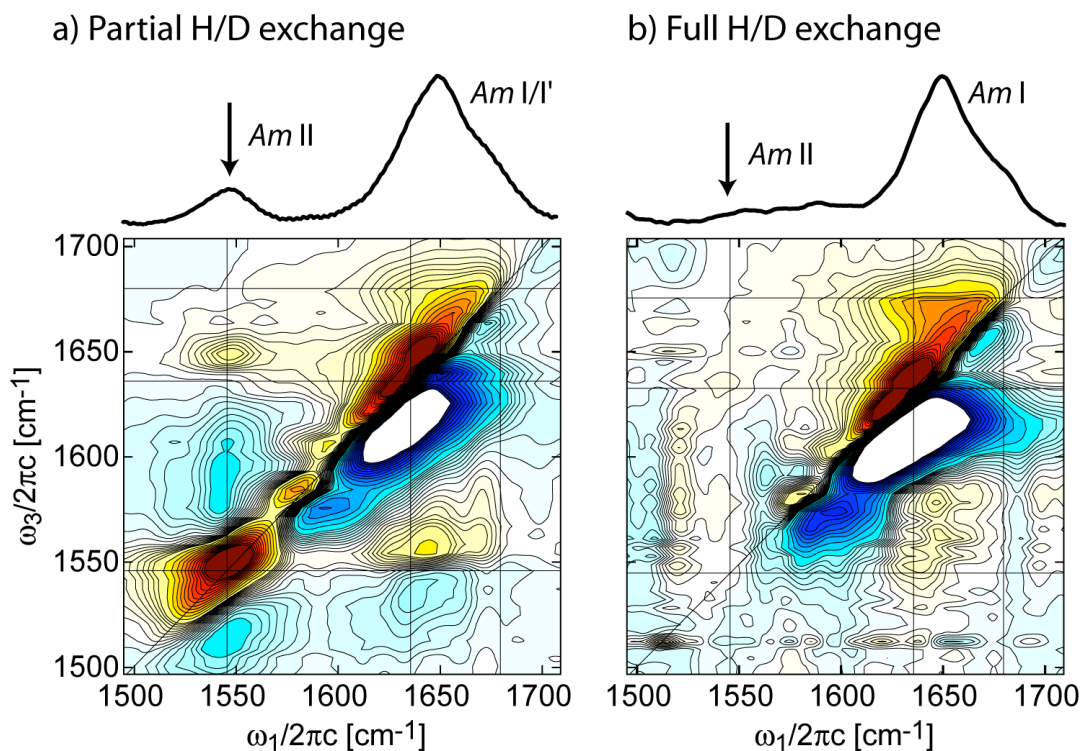 a) Partial H/D exchange
b) Full H/D exchange
Am II
Am I/I'
Am II
Am I
1700
1650
1600
1550
1500
ω3/2πc [cm-1]
1500 1550 1600 1650 1700
1500 1550 1600 1650 1700
ω1/2πc [cm-1]
ω1/2πc [cm-1]